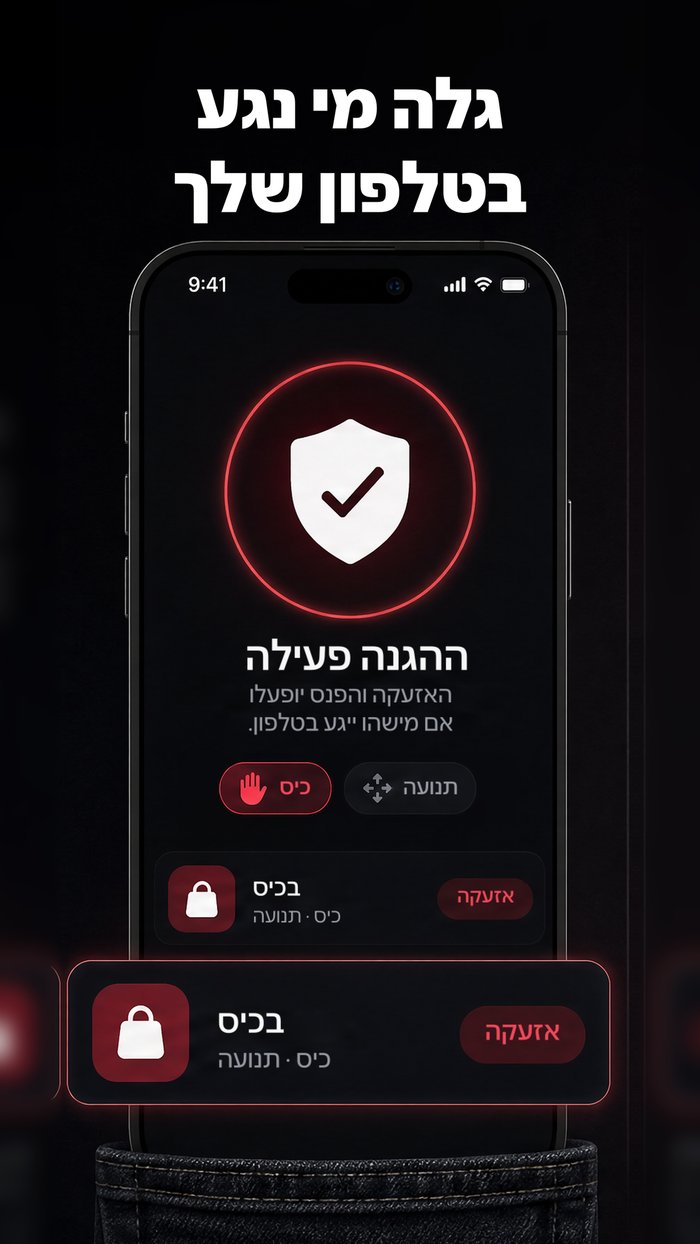 גלה מי נגע
בטלפון שלך
9:41
ההגנה פעילה
האזעקה והפנס יופעלו
אם מישהו ייגע בטלפון.
תנועה
כיס
בכיס
כיס · תנועה
אזעקה
בכיס
כיס · תנועה
אזעקה